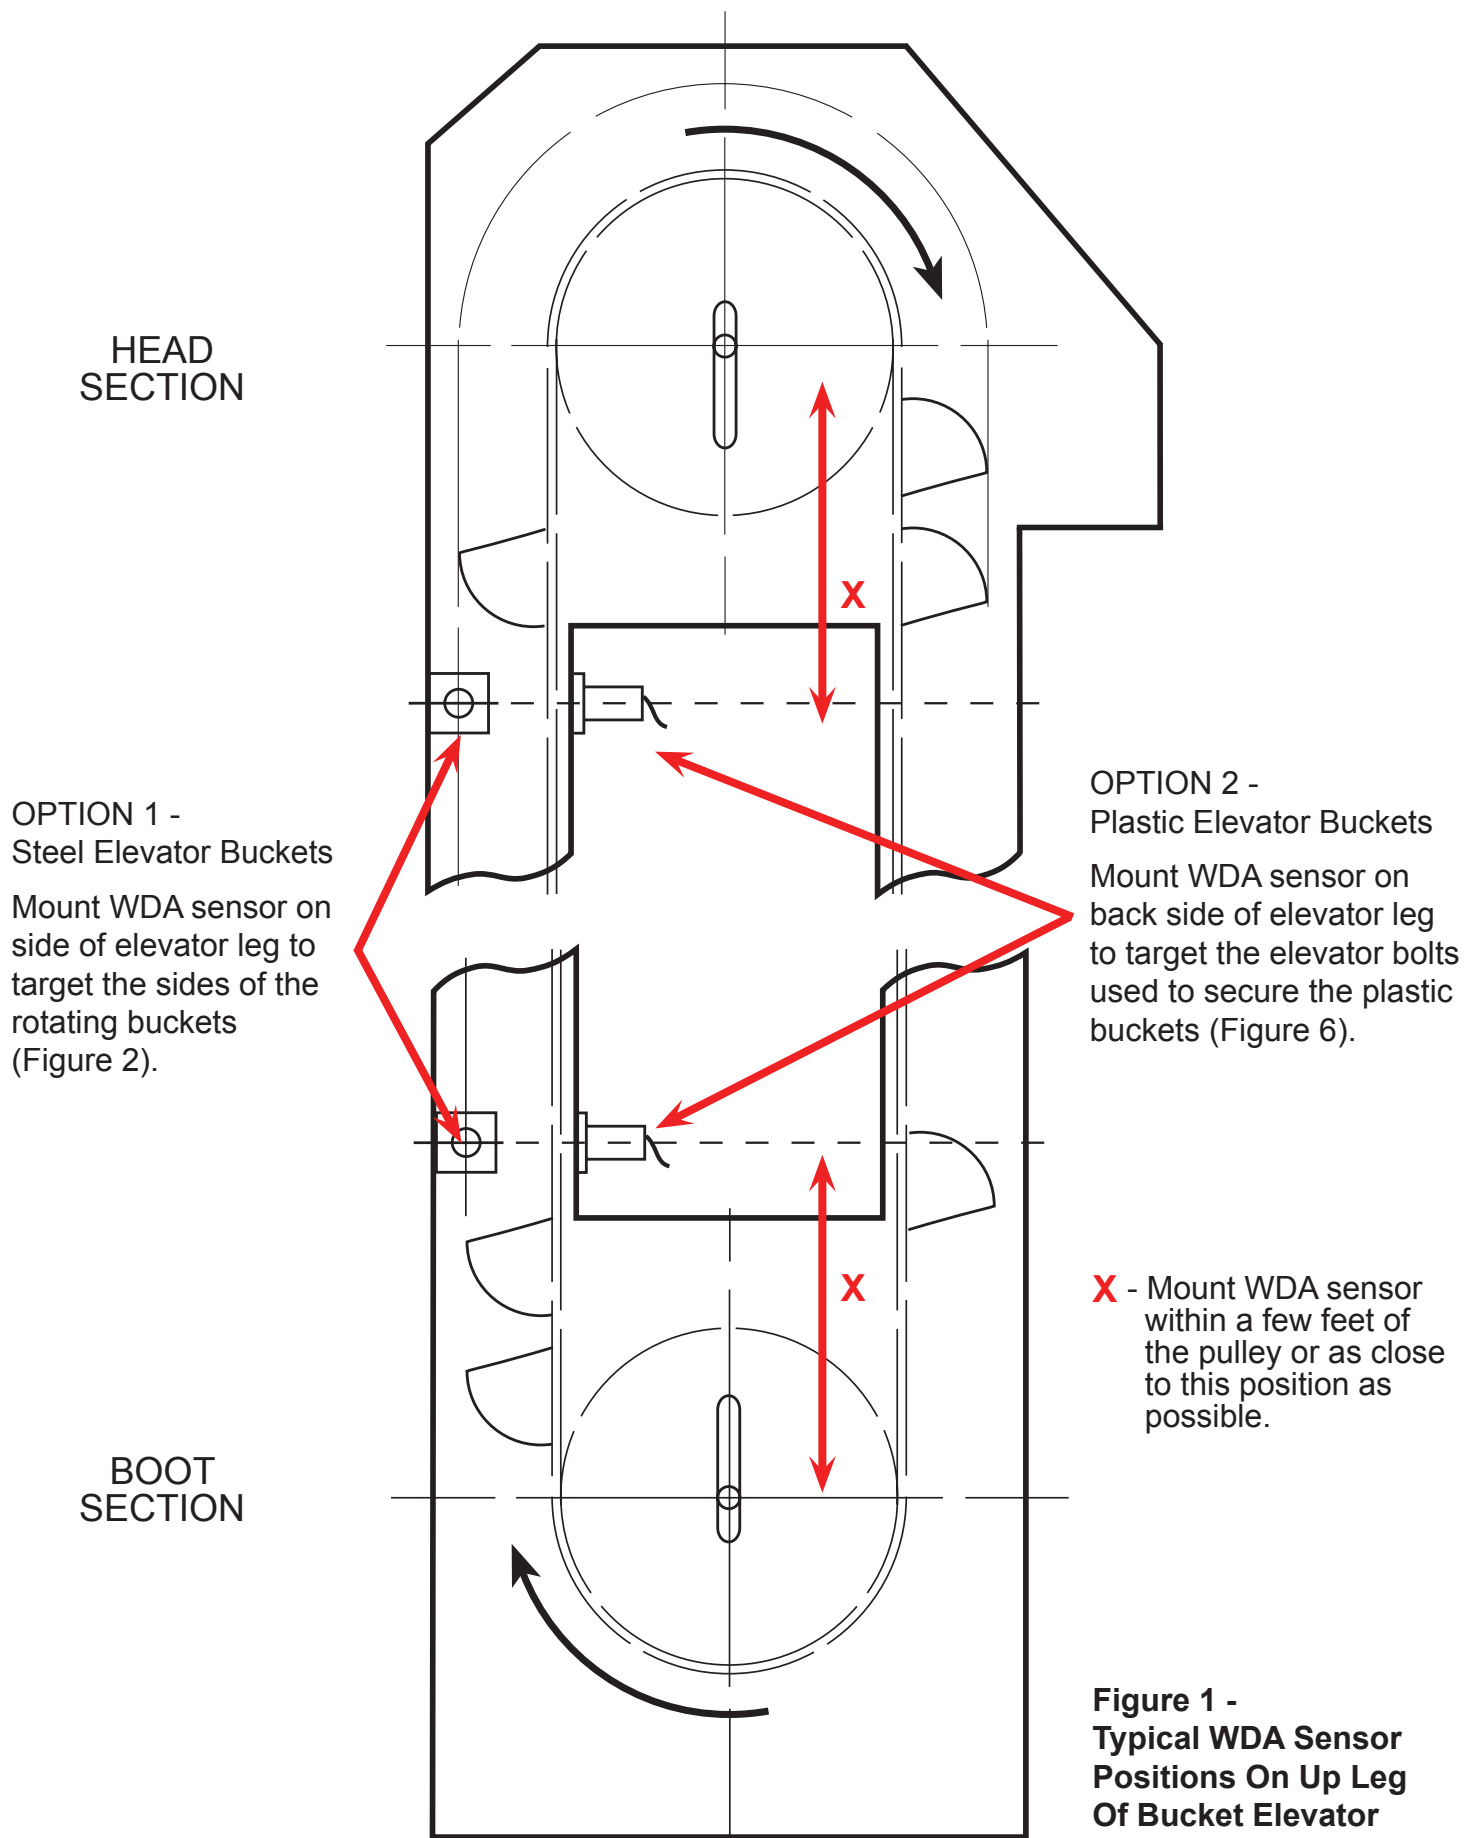 HEAD
SECTION
X
OPTION 1 -
Steel Elevator Buckets
Mount WDA sensor on
side of elevator leg to
target the sides of the
rotating buckets
(Figure 2).
OPTION 2 -
Plastic Elevator Buckets
Mount WDA sensor on
back side of elevator leg
to target the elevator bolts
used to secure the plastic
buckets (Figure 6).
X
X - Mount WDA sensor
within a few feet of
the pulley or as close
to this position as
possible.
BOOT
SECTION
Figure 1 -
Typical WDA Sensor
Positions On Up Leg
Of Bucket Elevator